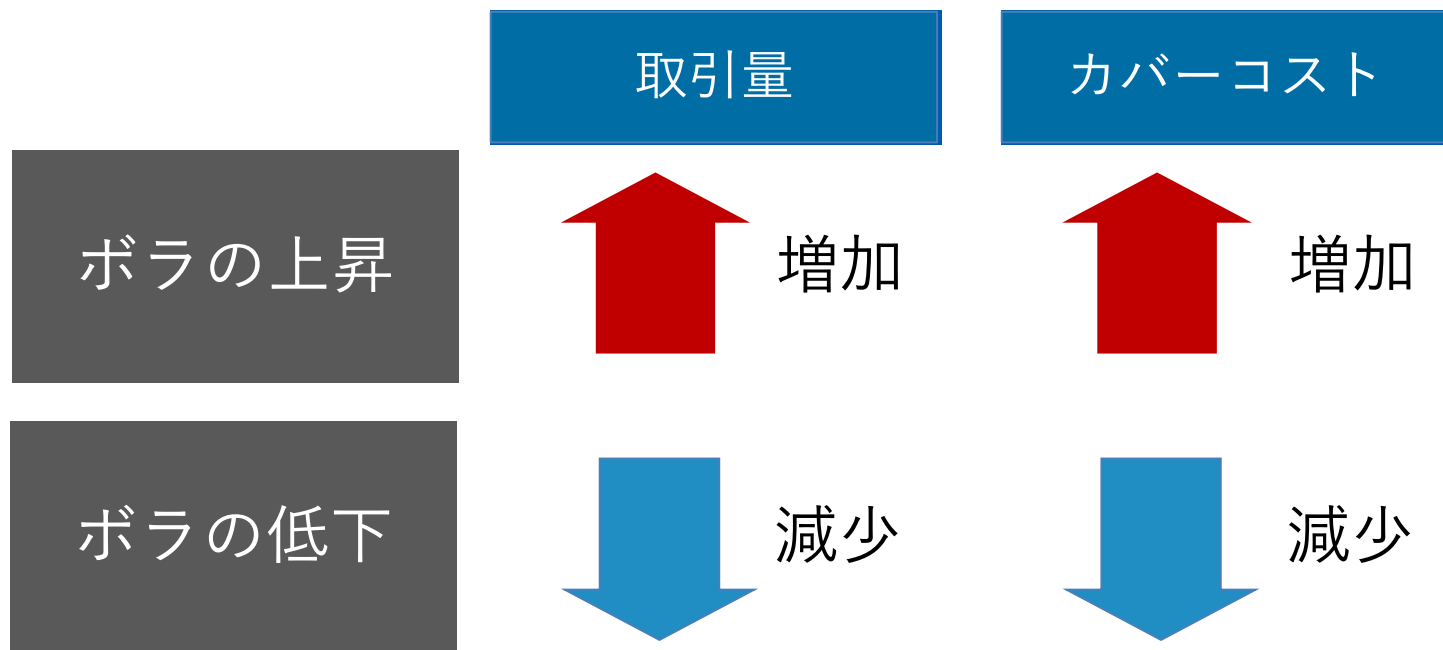 取引量
カバーコスト
ボラの上昇
増加
増加
ボラの低下
減少
減少